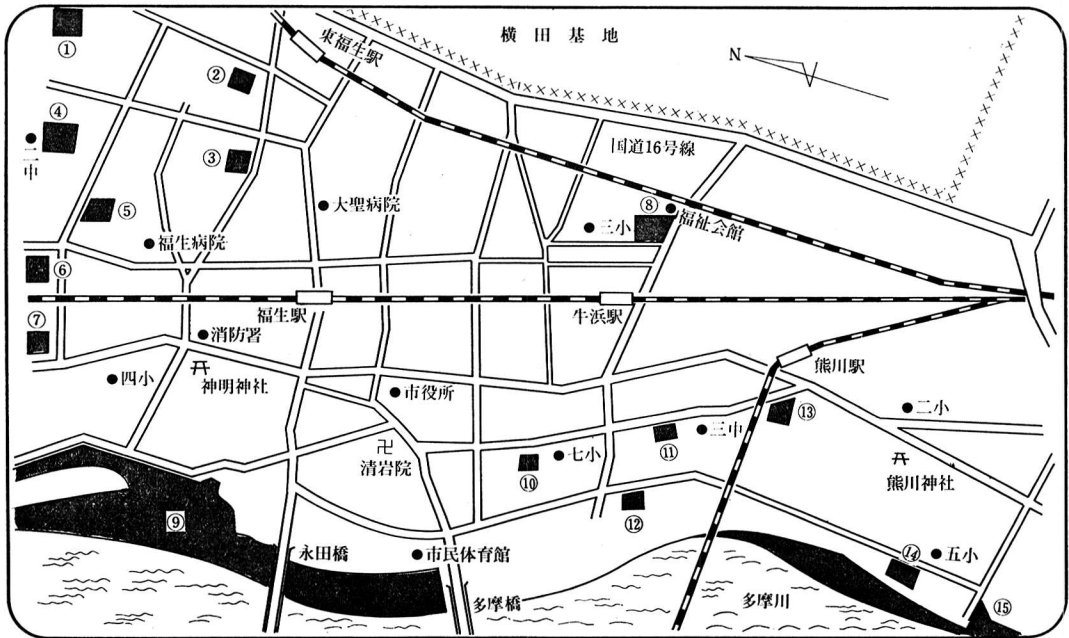 横田基地
N
①
②
東福生駅
④
二中
③
国道16号線
大聖病院
⑤
⑧
三小
福祉会館
福生病院
⑥
福生駅
牛浜駅
⑦
消防署
四小
神明神社
市役所
熊川駅
⑬
二小
卍
清岩院
七小
⑪
三中
⑩
熊川神社
⑫
⑨
永田橋
市民体育館
⑭
五小
多摩橋
多摩川
⑮